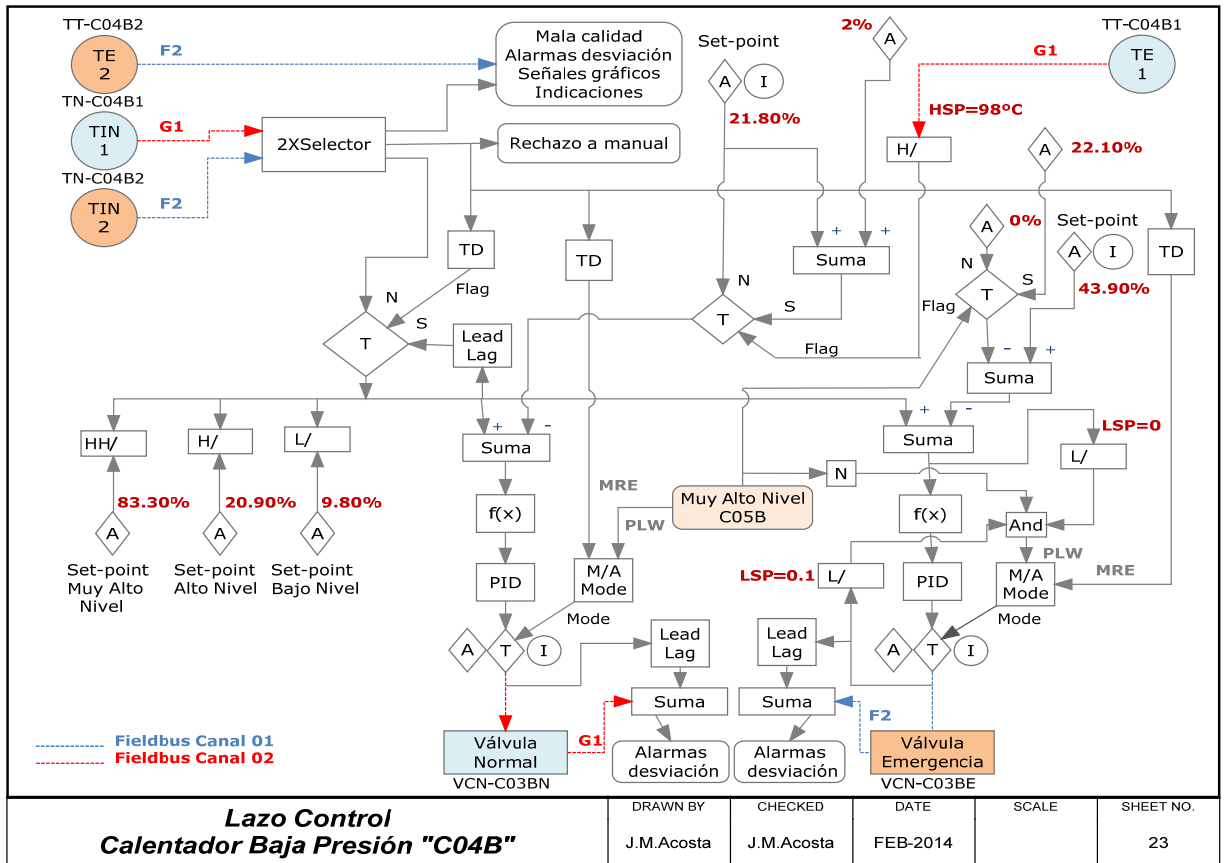 TT-C04B2
TE
2
F2
TN-C04B1
TIN
1
G1
TN-C04B2
TIN
2
F2
2XSelector
Mala calidad
Alarmas desviación
Señales gráficos
Indicaciones
Rechazo a manual
Set-point
A
I
21.80%
2%
A
TT-C04B1
TE
1
G1
HSP=98ºC
H/
A
22.10%
A
0%
Set-point
A
I
43.90%
TD
TD
TD
Flag
N
S
T
Lead
Lag
+
+
Suma
N
S
T
Flag
N
S
T
Flag
-
+
Suma
HH/
H/
L/
83.30%
20.90%
9.80%
A
A
A
Set-point
Muy Alto
Nivel
Set-point
Alto Nivel
Set-point
Bajo Nivel
+
-
Suma
f(x)
PID
A
T
I
MRE
PLW
M/A
Mode
Mode
Muy Alto Nivel
C05B
N
+
-
Suma
LSP=0
L/
f(x)
And
PLW
MRE
LSP=0.1
L/
PID
M/A
Mode
Mode
A
T
I
Lead
Lag
Suma
Lead
Lag
Suma
G1
F2
Alarmas
desviación
Alarmas
desviación
Válvula
Normal
VCN-C03BN
Válvula
Emergencia
VCN-C03BE
Fieldbus Canal 01
Fieldbus Canal 02
Lazo Control
Calentador Baja Presión "C04B"
DRAWN BY
J.M.Acosta
CHECKED
J.M.Acosta
DATE
FEB-2014
SCALE
SHEET NO.
23